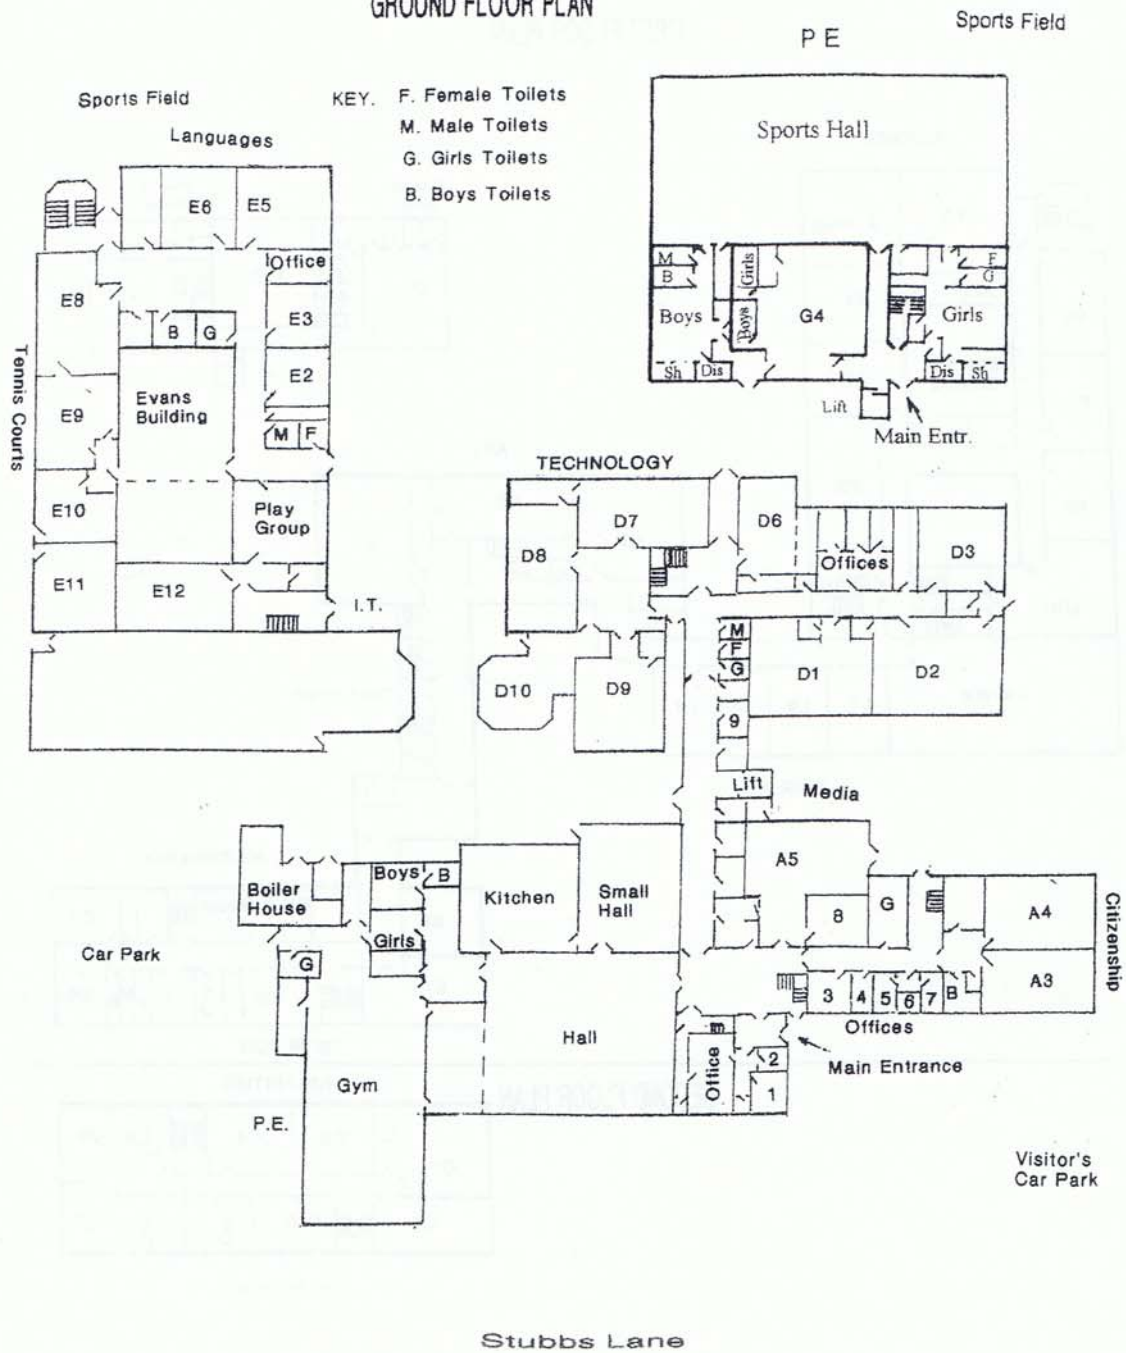 GROUND FLOOR PLAN
Sports Field
P E
Sports Hall
M
B
Girls
F
G
Boys
Boys
G4
Girls
Sh
Dis
Dis
Sh
Lift
Main Entr.
Sports Field
KEY. F. Female Toilets
M. Male Toilets
G. Girls Toilets
B. Boys Toilets
Languages
E6
E5
Office
E8
E3
B
G
E2
Tennis Courts
Evans
Building
E9
M
F
E10
Play
Group
E11
E12
I.T.
TECHNOLOGY
D7
D6
D8
Offices
D3
M
F
G
D1
D2
D10
D9
9
Lift
Media
A5
Boys
B
Boiler
House
Kitchen
Small
Hall
8
G
A4
Citizenship
Girls
Car Park
G
A3
3
4
5
6
7
B
Offices
Hall
Office
2
1
Main Entrance
Gym
P.E.
Visitor's
Car Park
Stubbs Lane